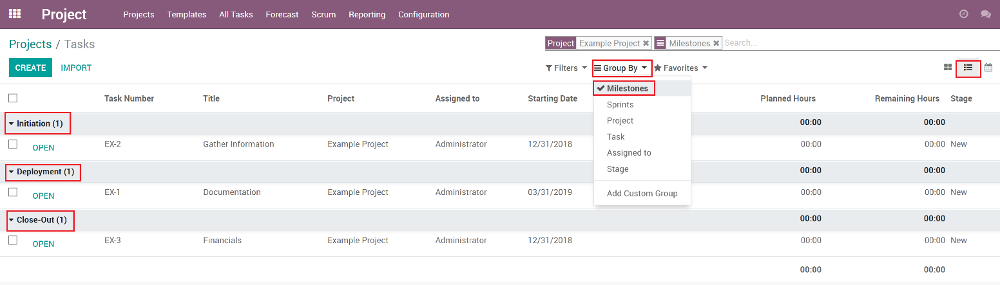 Project Projects Templates All Tasks Forecast Scrum Reporting Configuration
Projects / Tasks Project Example Project Milestones Search...
CREATE IMPORT Filters Group By Favorites
Milestones
Task Number Title Project Assigned to Starting Date Planned Hours Remaining Hours Stage
Sprints
Project
Initiation (1) 00:00 00:00
Task
EX-2 Gather Information Example Project Administrator 12/31/2018 00:00 00:00 New
OPEN
Assigned to
Stage
Deployment (1) 00:00 00:00
EX-1 Documentation Example Project Administrator 03/31/2019 00:00 00:00 New
OPEN
Add Custom Group
Close-Out (1) 00:00 00:00
EX-3 Financials Example Project Administrator 12/31/2018 00:00 00:00 New
OPEN
00:00 00:00